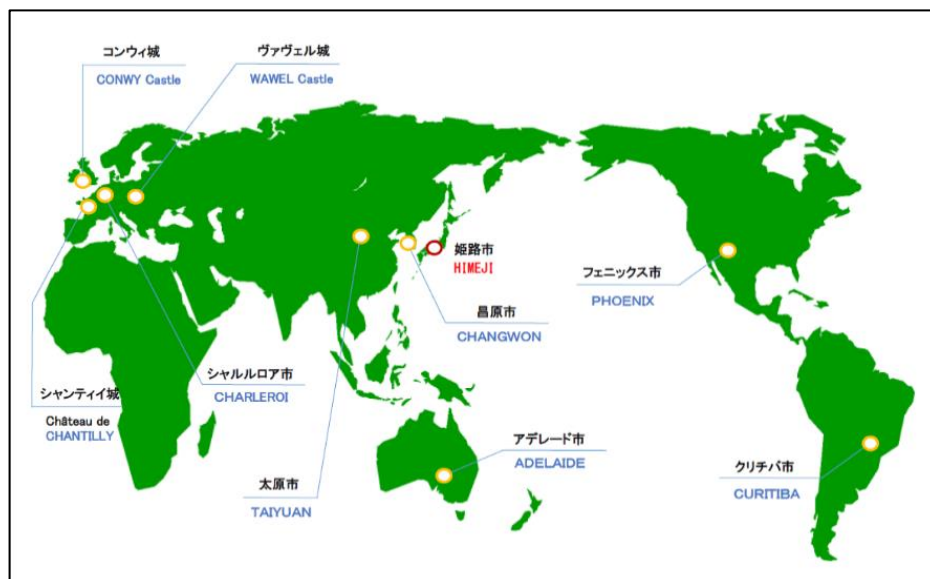 コンウィ城
CONWY Castle
ヴァヴェル城
WAWEL Castle
姫路市
HIMEJI
フェニックス市
PHOENIX
昌原市
CHANGWON
シャルルロア市
CHARLEROI
シャンティイ城
Château de
CHANTILLY
アデレード市
ADELAIDE
クリチバ市
CURITIBA
太原市
TAIYUAN